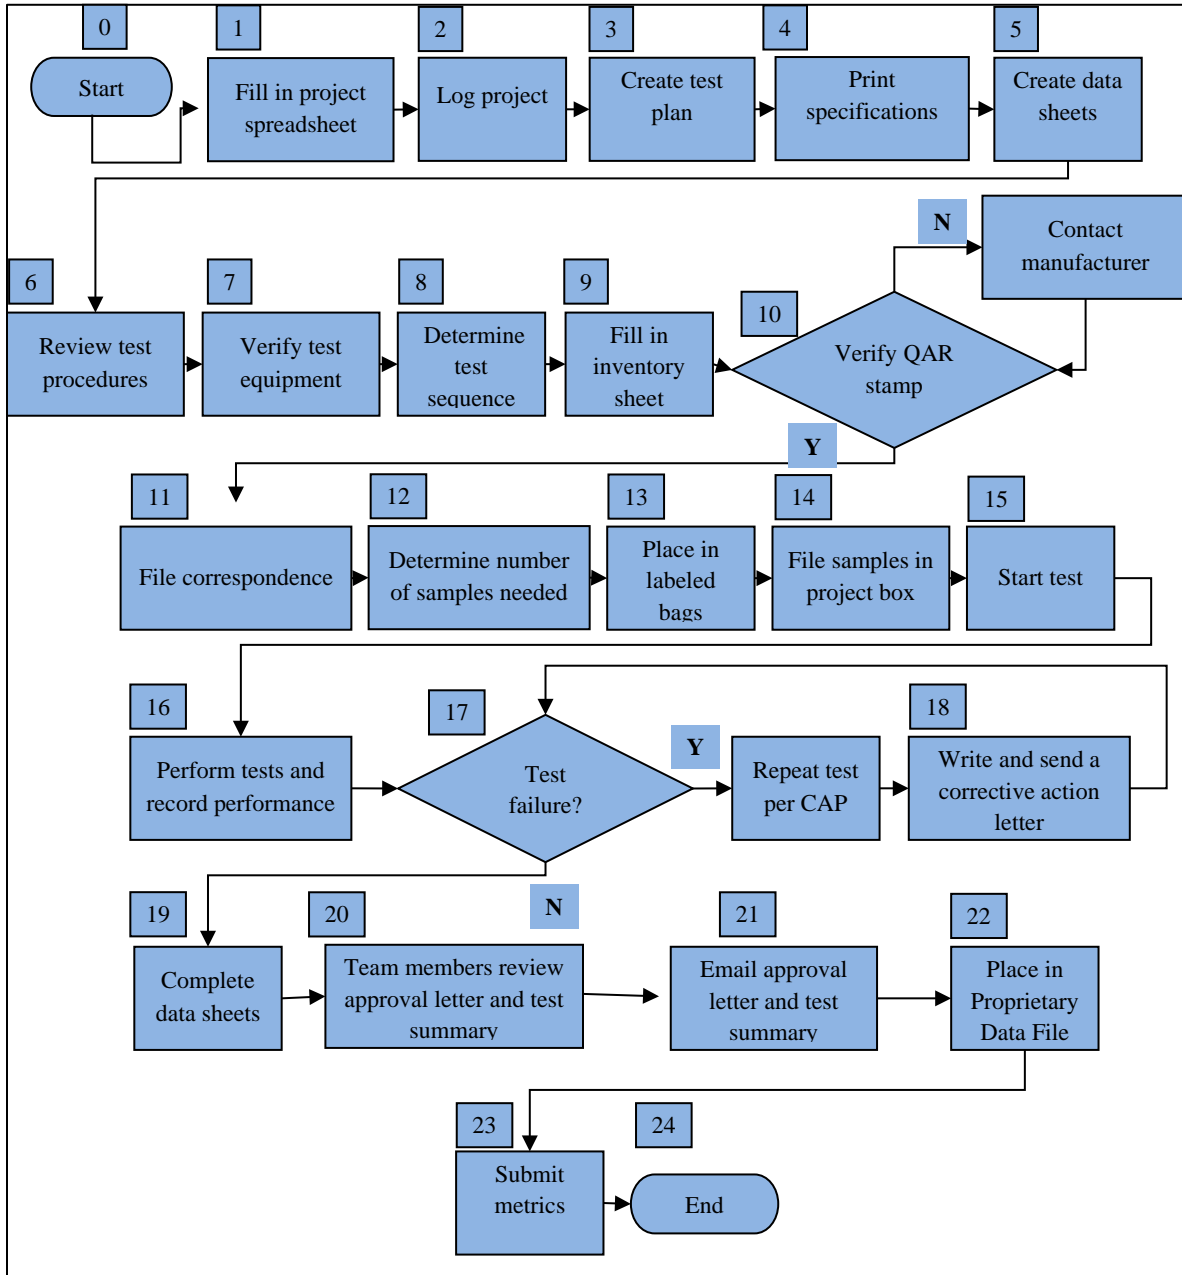 0
1
2
3
4
5
Start
Fill in project
spreadsheet
Log project
Create test
plan
Print
specifications
Create data
sheets
N
Contact
manufacturer
6
7
8
9
10
Review test
procedures
Verify test
equipment
Determine
test
sequence
Fill in
inventory
sheet
Verify QAR
stamp
Y
11
12
13
14
15
File correspondence
Determine number
of samples needed
Place in
labeled
bags
File samples in
project box
Start test
16
17
18
Perform tests and
record performance
Test
failure?
Y
Repeat test
per CAP
Write and send a
corrective action
letter
19
20
N
21
22
Complete
data sheets
Team members review
approval letter and test
summary
Email approval
letter and test
summary
Place in
Proprietary
Data File
23
24
Submit
metrics
End